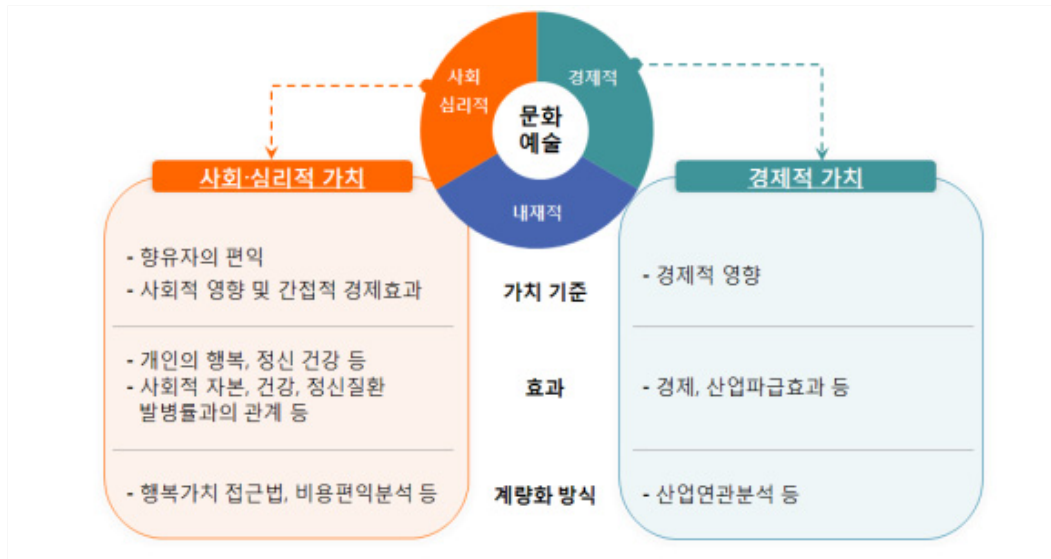 사회
심리적
경제적
문화
예술
내재적
사회·심리적 가치
경제적 가치
- 향유자의 편익
- 사회적 영향 및 간접적 경제효과
가치 기준
- 경제적 영향
- 개인의 행복, 정신 건강 등
- 사회적 자본, 건강, 정신질환
발병률과의 관계 등
효과
- 경제, 산업파급효과 등
- 행복가치 접근법, 비용편익분석 등
계량화 방식
- 산업연관분석 등